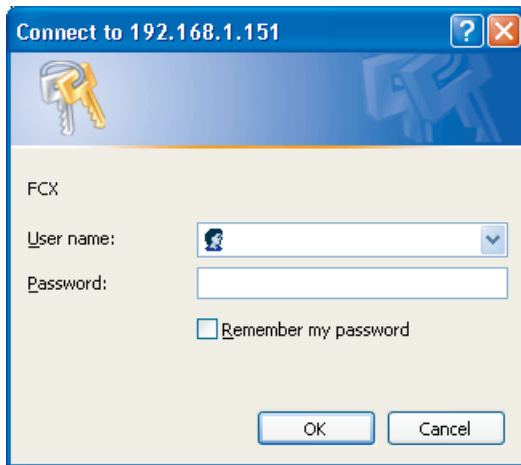 Connect to 192.168.1.151
FCX
User name:
Password:
Remember my password
OK
Cancel